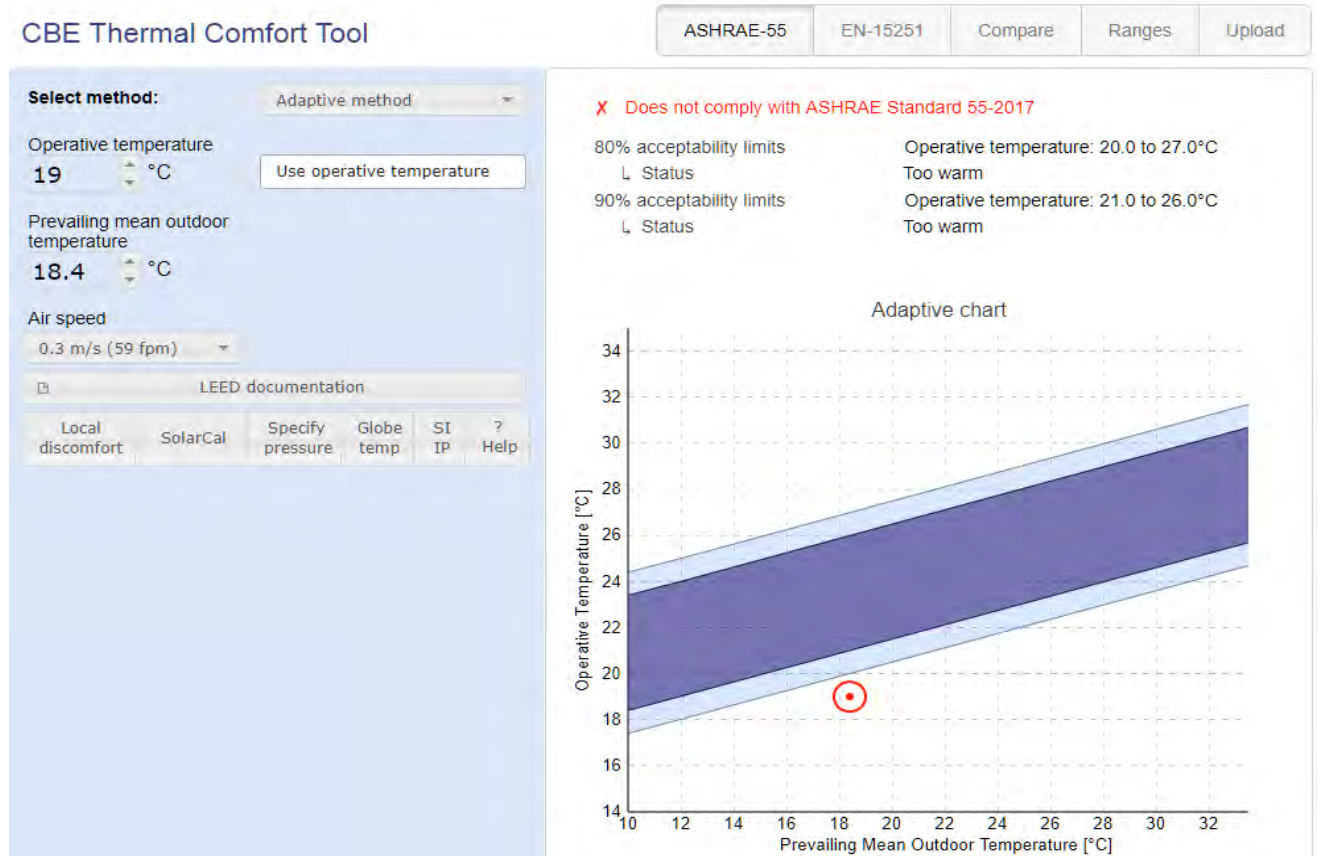 CBE Thermal Comfort Tool
ASHRAE-55 EN-15251 Compare Ranges Upload
Select method: Adaptive method
Operative temperature
19 °C Use operative temperature
Prevailing mean outdoor
temperature
18.4 °C
Air speed
0.3 m/s (59 fpm)
LEED documentation
Local discomfort SolarCal Specify pressure Globe temp SI IP ? Help
✗ Does not comply with ASHRAE Standard 55-2017
80% acceptability limits Operative temperature: 20.0 to 27.0°C
↳ Status Too warm
90% acceptability limits Operative temperature: 21.0 to 26.0°C
↳ Status Too warm
Adaptive chart
34
32
30
28
26
24
22
20
18
16
14
Operative Temperature [°C]
10 12 14 16 18 20 22 24 26 28 30 32
Prevailing Mean Outdoor Temperature [°C]